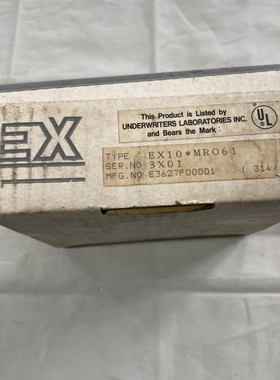 This Product is Listed by
UNDERWRITERS LABORATORIES INC.
and Bears the Mark :
UL
EX
TYPE EX10*MRO61
SER.NO 3X01
MFG.NO E3627F00001 ( 314)